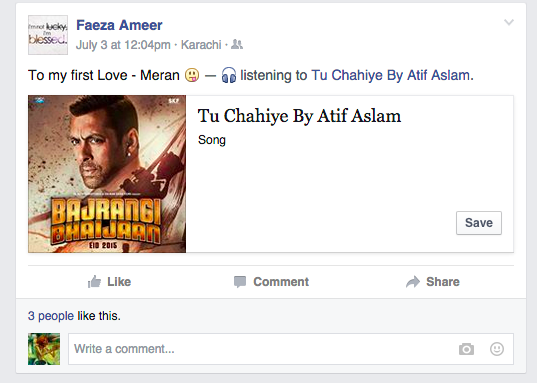 i'm not lucky,
i'm
blessed.
Faeza Ameer
July 3 at 12:04pm · Karachi ·
To my first Love - Meran 😜 — 🎧 listening to Tu Chahiye By Atif Aslam.
SKF
BAJRANGI
BHAIJAAN
EID 2015
Tu Chahiye By Atif Aslam
Song
Save
Like
Comment
Share
3 people like this.
Write a comment...